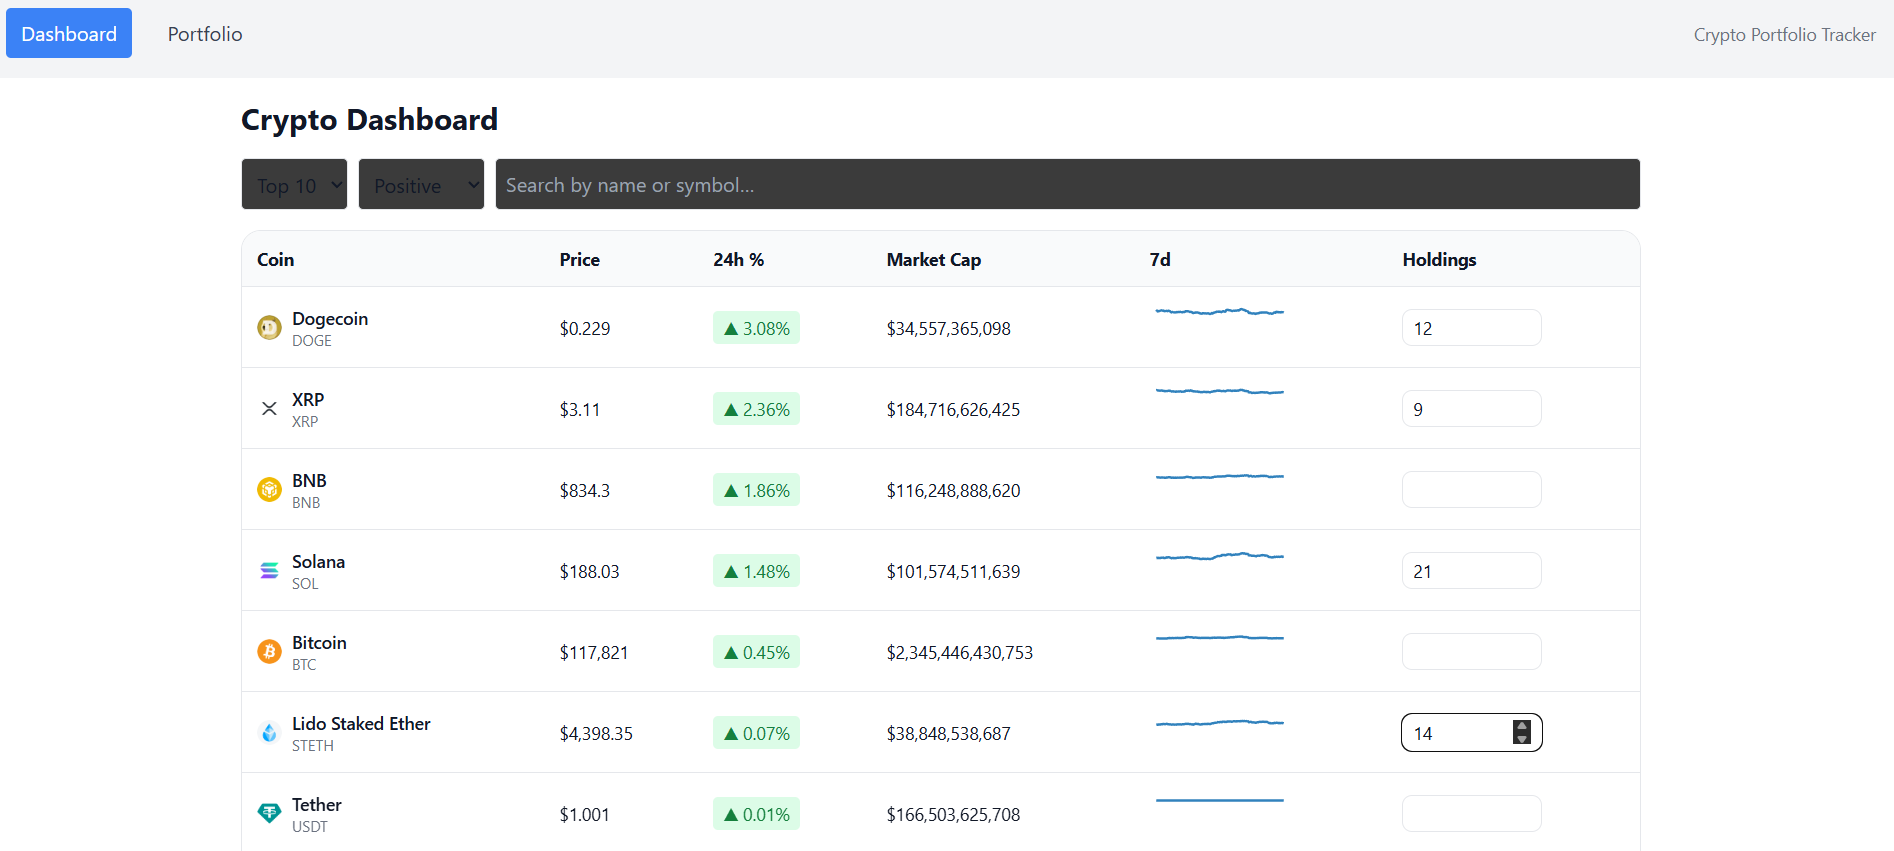 Dashboard Portfolio Crypto Portfolio Tracker
Crypto Dashboard
Top 10 Positive Search by name or symbol...
Coin Price 24h % Market Cap 7d Holdings
Dogecoin
DOGE
$0.229 ▲ 3.08% $34,557,365,098 12
XRP
XRP
$3.11 ▲ 2.36% $184,716,626,425 9
BNB
BNB
$834.3 ▲ 1.86% $116,248,888,620
Solana
SOL
$188.03 ▲ 1.48% $101,574,511,639 21
Bitcoin
BTC
$117,821 ▲ 0.45% $2,345,446,430,753
Lido Staked Ether
STETH
$4,398.35 ▲ 0.07% $38,848,538,687 14
Tether
USDT
$1.001 ▲ 0.01% $166,503,625,708